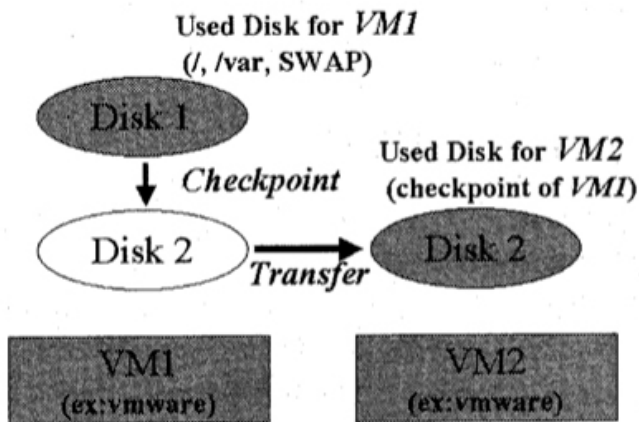 Used Disk for VM1
(/, /var, SWAP)
Disk 1
Checkpoint
Used Disk for VM2
(checkpoint of VM1)
Disk 2
Transfer
Disk 2
VM1
(ex:vmware)
VM2
(ex:vmware)